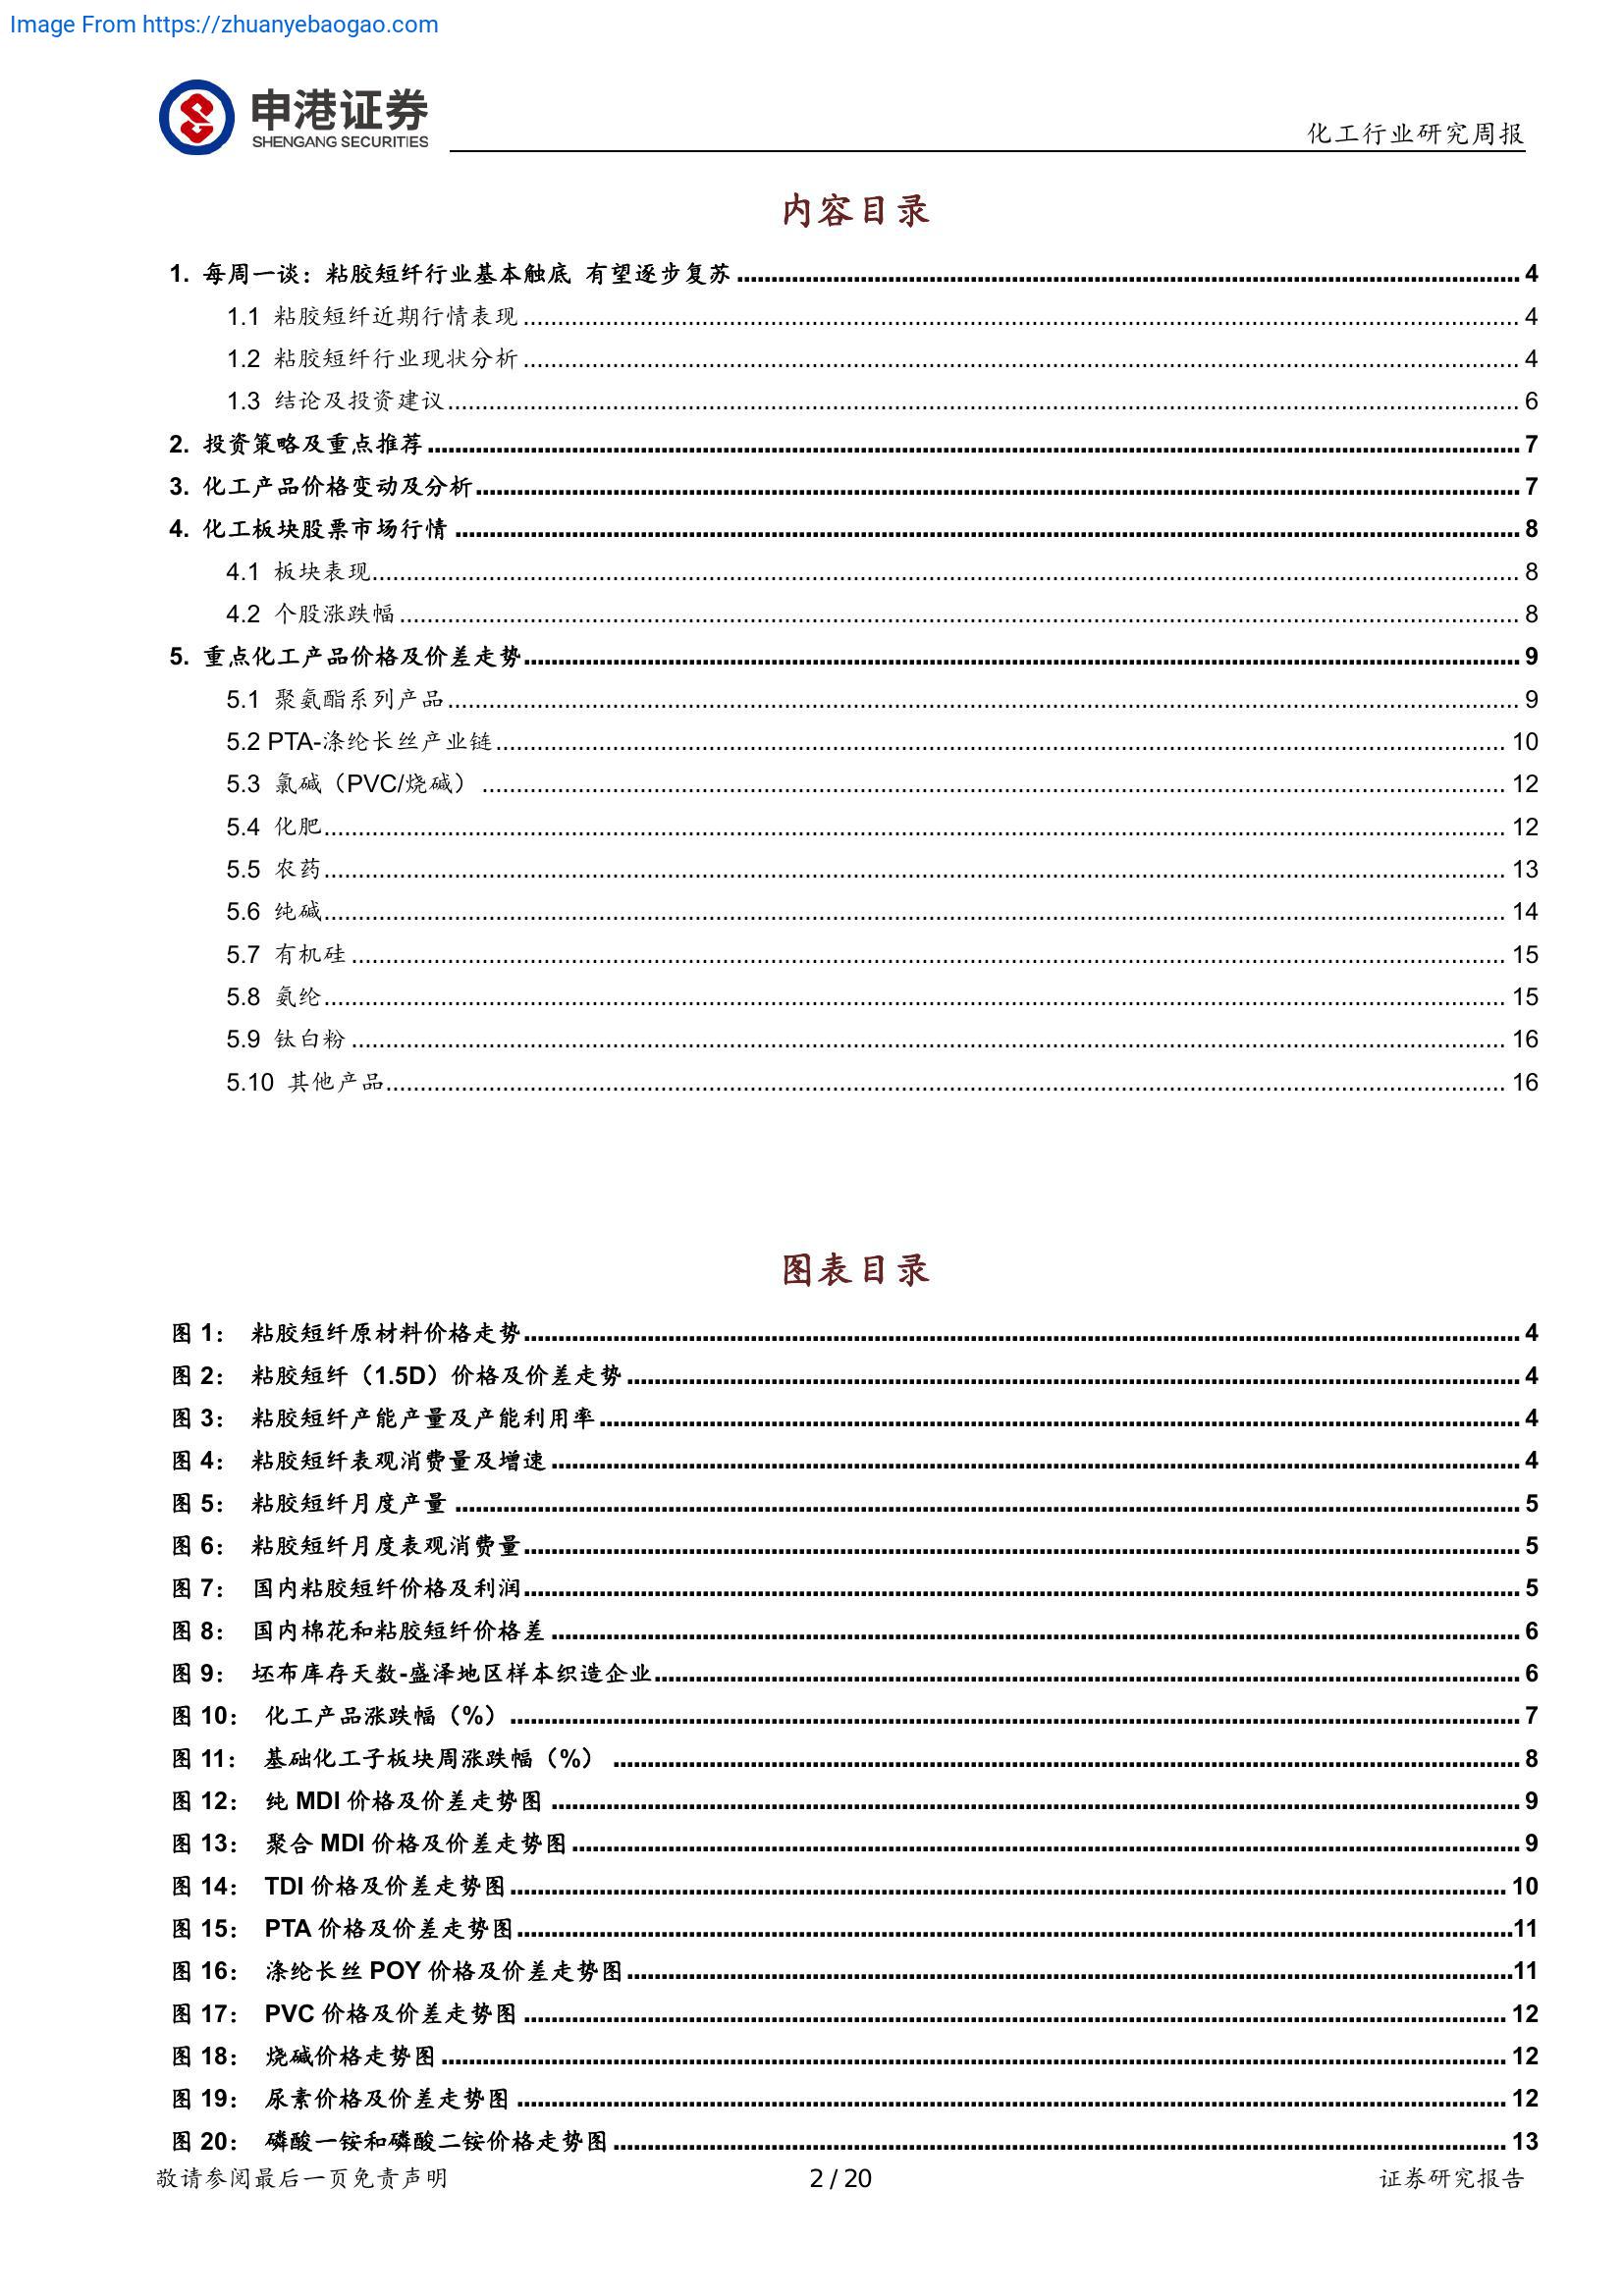 Image From https://zhuanyebaogao.com
申港证券
SHENGANG SECURITIES
化工行业研究周报
内容目录
1. 每周一谈：粘胶短纤行业基本触底 有望逐步复苏 4
1.1 粘胶短纤近期行情表现 4
1.2 粘胶短纤行业现状分析 4
1.3 结论及投资建议 6
2. 投资策略及重点推荐 7
3. 化工产品价格变动及分析 7
4. 化工板块股票市场行情 8
4.1 板块表现 8
4.2 个股涨跌幅 8
5. 重点化工产品价格及价差走势 9
5.1 聚氨酯系列产品 9
5.2 PTA-涤纶长丝产业链 10
5.3 氯碱（PVC/烧碱） 12
5.4 化肥 12
5.5 农药 13
5.6 纯碱 14
5.7 有机硅 15
5.8 氨纶 15
5.9 钛白粉 16
5.10 其他产品 16
图表目录
图 1： 粘胶短纤原材料价格走势 4
图 2： 粘胶短纤（1.5D）价格及价差走势 4
图 3： 粘胶短纤产能产量及产能利用率 4
图 4： 粘胶短纤表观消费量及增速 4
图 5： 粘胶短纤月度产量 5
图 6： 粘胶短纤月度表观消费量 5
图 7： 国内粘胶短纤价格及利润 5
图 8： 国内棉花和粘胶短纤价格差 6
图 9： 坯布库存天数-盛泽地区样本织造企业 6
图 10： 化工产品涨跌幅（%） 7
图 11： 基础化工子板块周涨跌幅（%） 8
图 12： 纯 MDI 价格及价差走势图 9
图 13： 聚合 MDI 价格及价差走势图 9
图 14： TDI 价格及价差走势图 10
图 15： PTA 价格及价差走势图 11
图 16： 涤纶长丝 POY 价格及价差走势图 11
图 17： PVC 价格及价差走势图 12
图 18： 烧碱价格走势图 12
图 19： 尿素价格及价差走势图 12
图 20： 磷酸一铵和磷酸二铵价格走势图 13
敬请参阅最后一页免责声明 2 / 20 证券研究报告